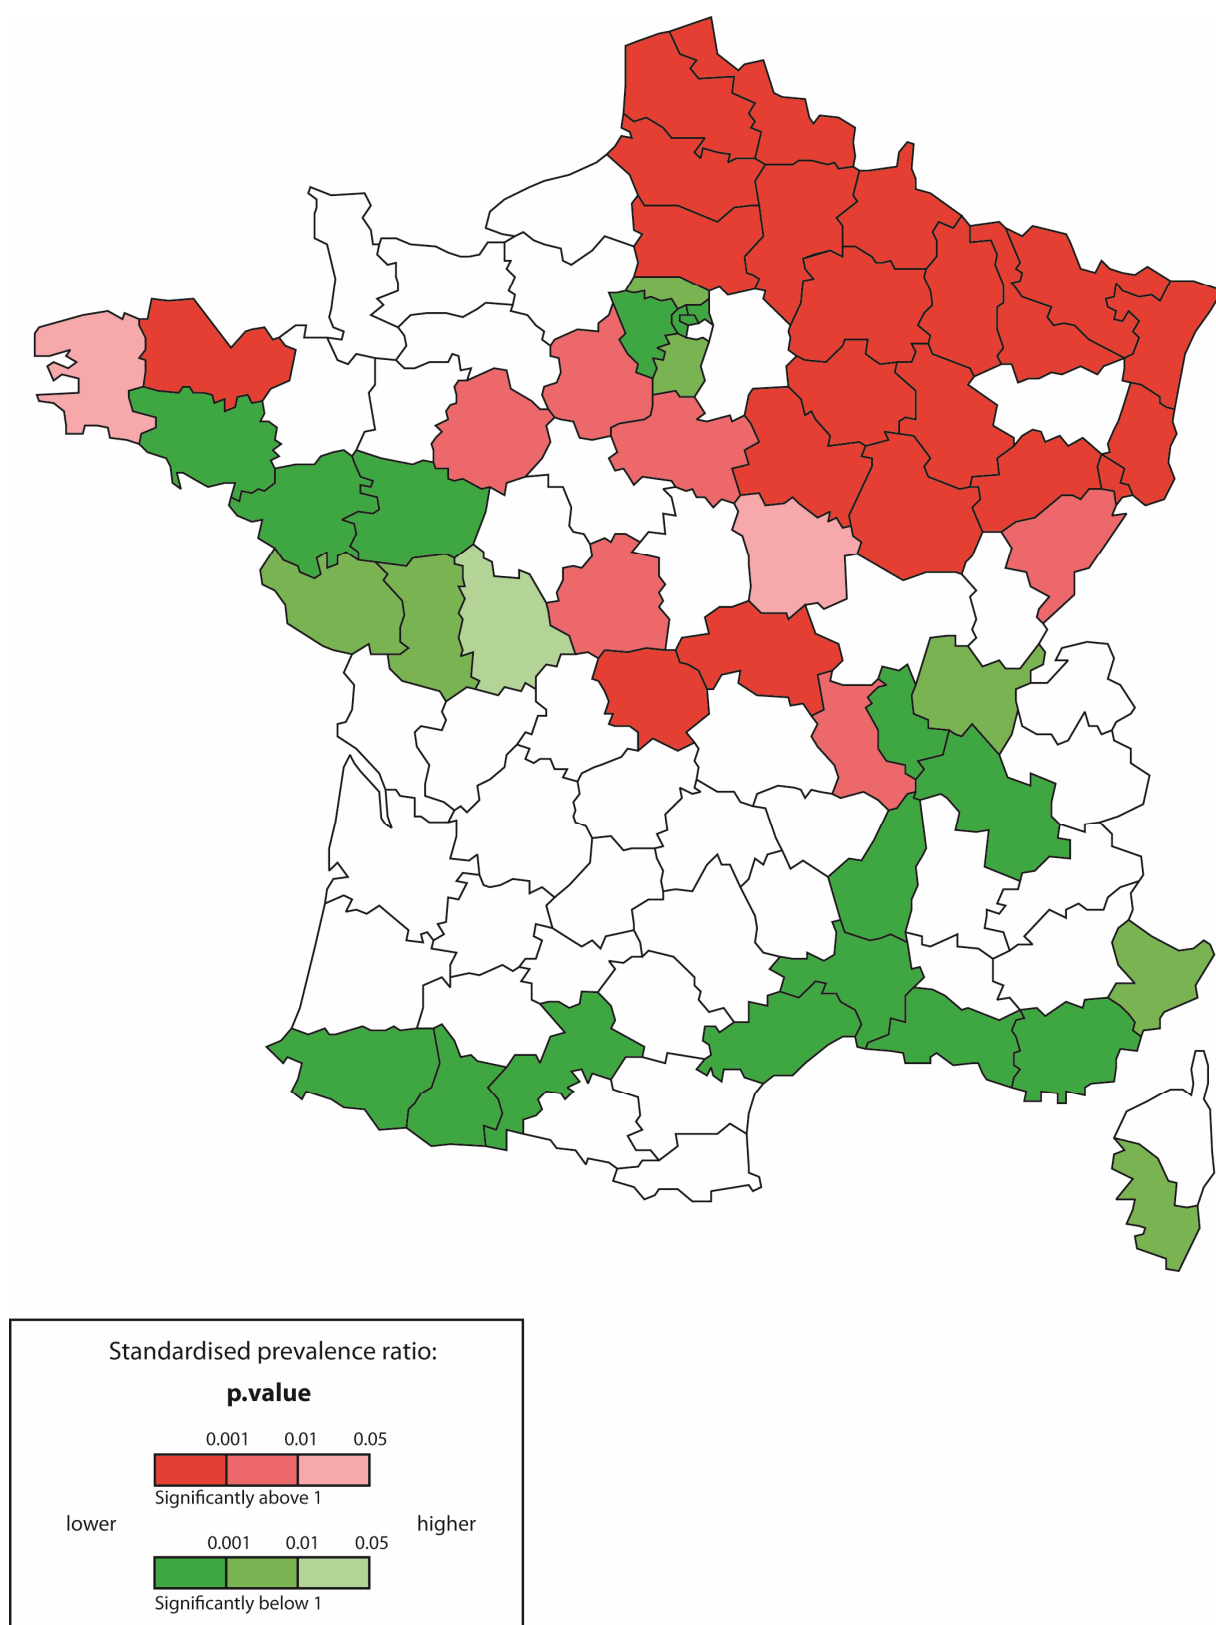 Standardised prevalence ratio:
p.value
0.001 0.01 0.05
Significantly above 1
lower higher
0.001 0.01 0.05
Significantly below 1